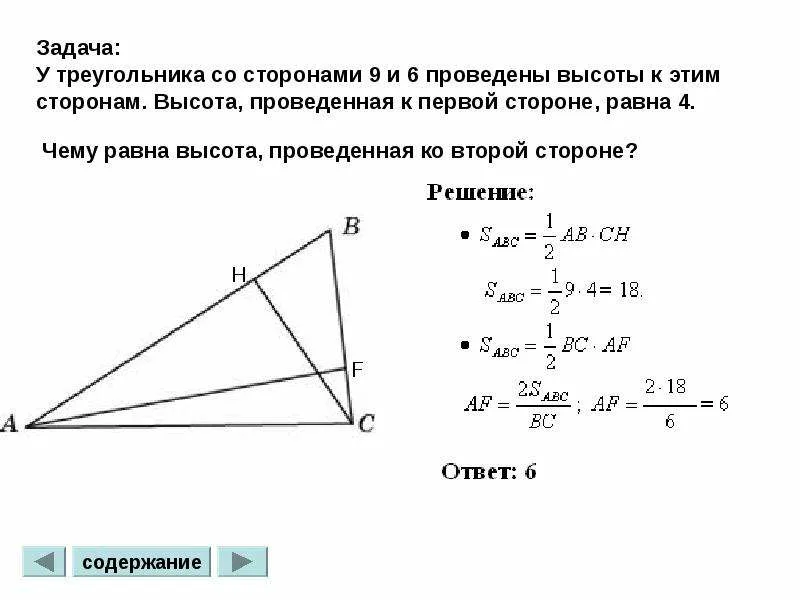 Задача:
У треугольника со сторонами 9 и 6 проведены высоты к этим
сторонам. Высота, проведенная к первой стороне, равна 4.
Чему равна высота, проведенная ко второй стороне?
Решение:
• S_ABC = 1/2 AB · CH
S_ABC = 1/2 9 · 4 = 18.
• S_ABC = 1/2 BC · AF
AF = 2S_ABC/BC ; AF = 2 · 18/6 = 6
Ответ: 6
B
H
F
A
C
содержание